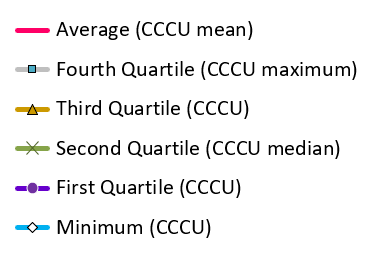 Average (CCCU mean)
Fourth Quartile (CCCU maximum)
Third Quartile (CCCU)
Second Quartile (CCCU median)
First Quartile (CCCU)
Minimum (CCCU)